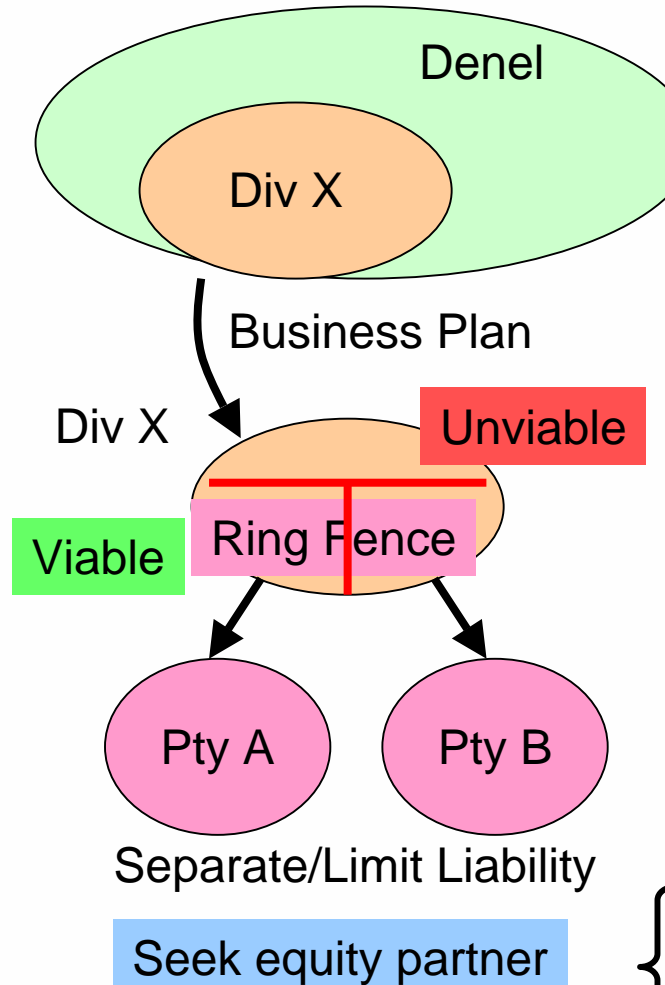 Denel
Div X
Business Plan
Div X
Unviable
Viable
Ring Fence
Pty A
Pty B
Separate/Limit Liability
Seek equity partner